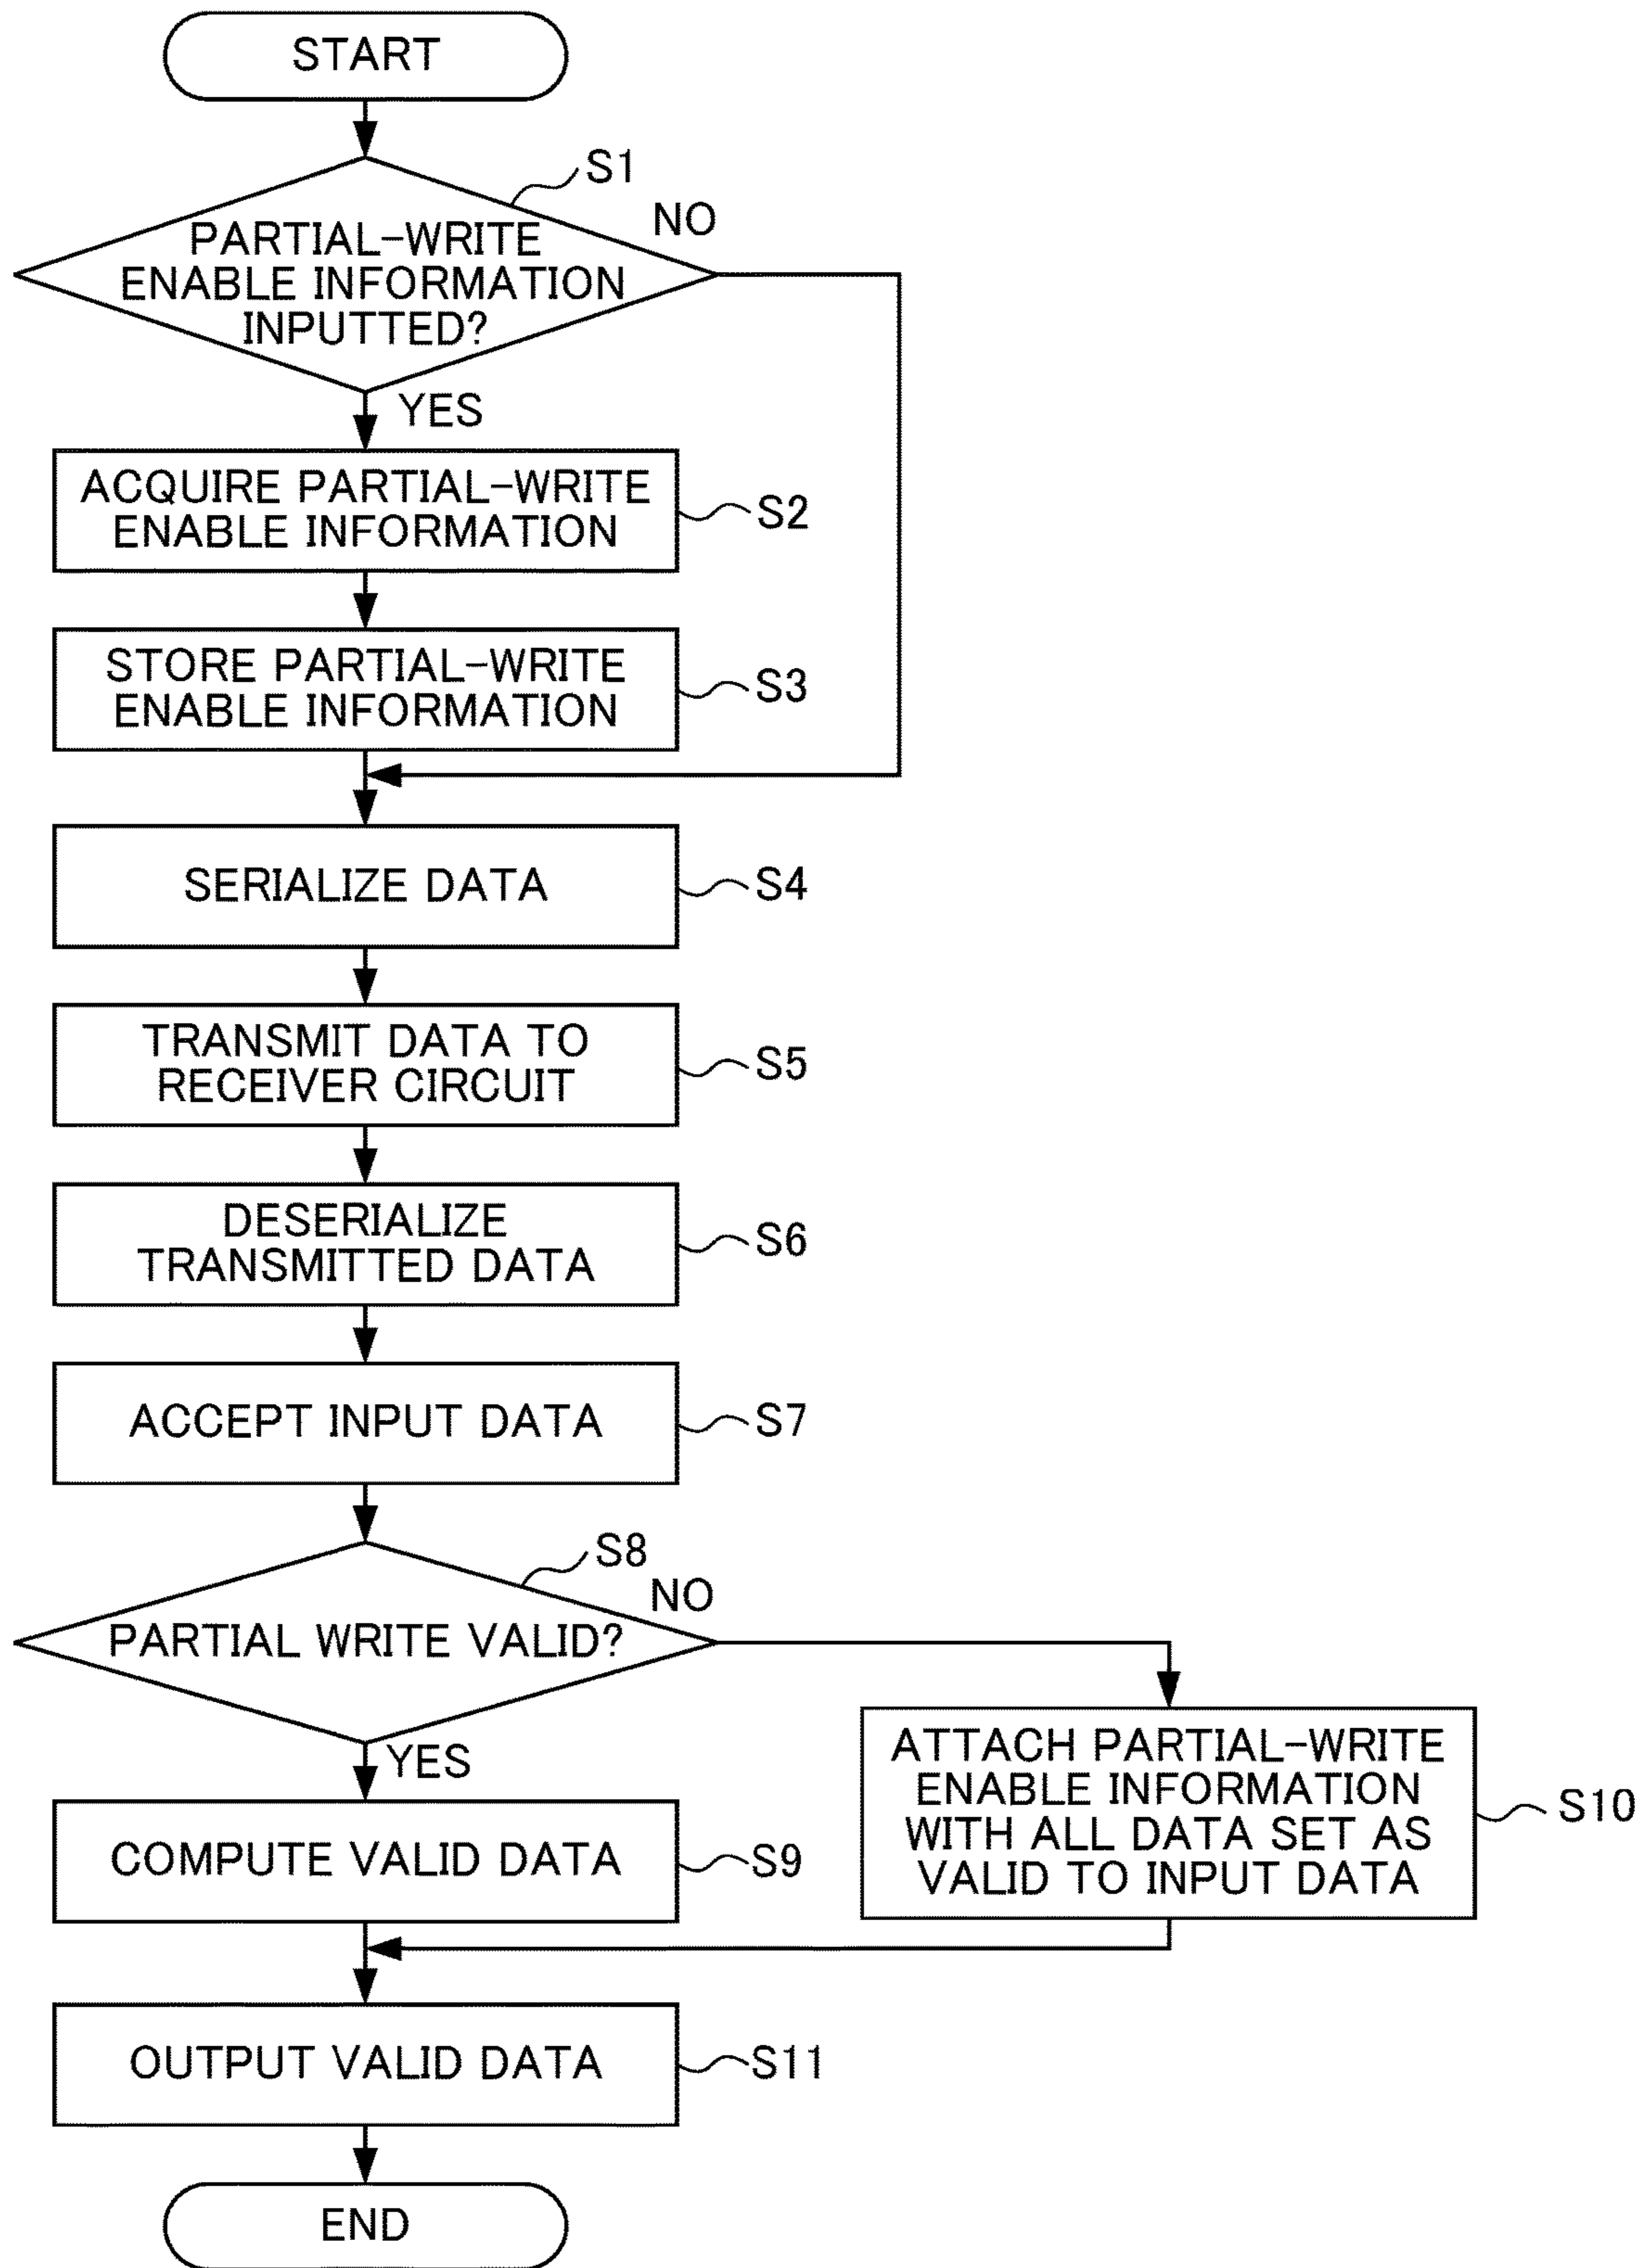 START
S1
NO
PARTIAL-WRITE
ENABLE INFORMATION
INPUTTED?
YES
ACQUIRE PARTIAL-WRITE
ENABLE INFORMATION
S2
STORE PARTIAL-WRITE
ENABLE INFORMATION
S3
SERIALIZE DATA
S4
TRANSMIT DATA TO
RECEIVER CIRCUIT
S5
DESERIALIZE
TRANSMITTED DATA
S6
ACCEPT INPUT DATA
S7
S8
NO
PARTIAL WRITE VALID?
YES
COMPUTE VALID DATA
S9
ATTACH PARTIAL-WRITE
ENABLE INFORMATION
WITH ALL DATA SET AS
VALID TO INPUT DATA
S10
OUTPUT VALID DATA
S11
END